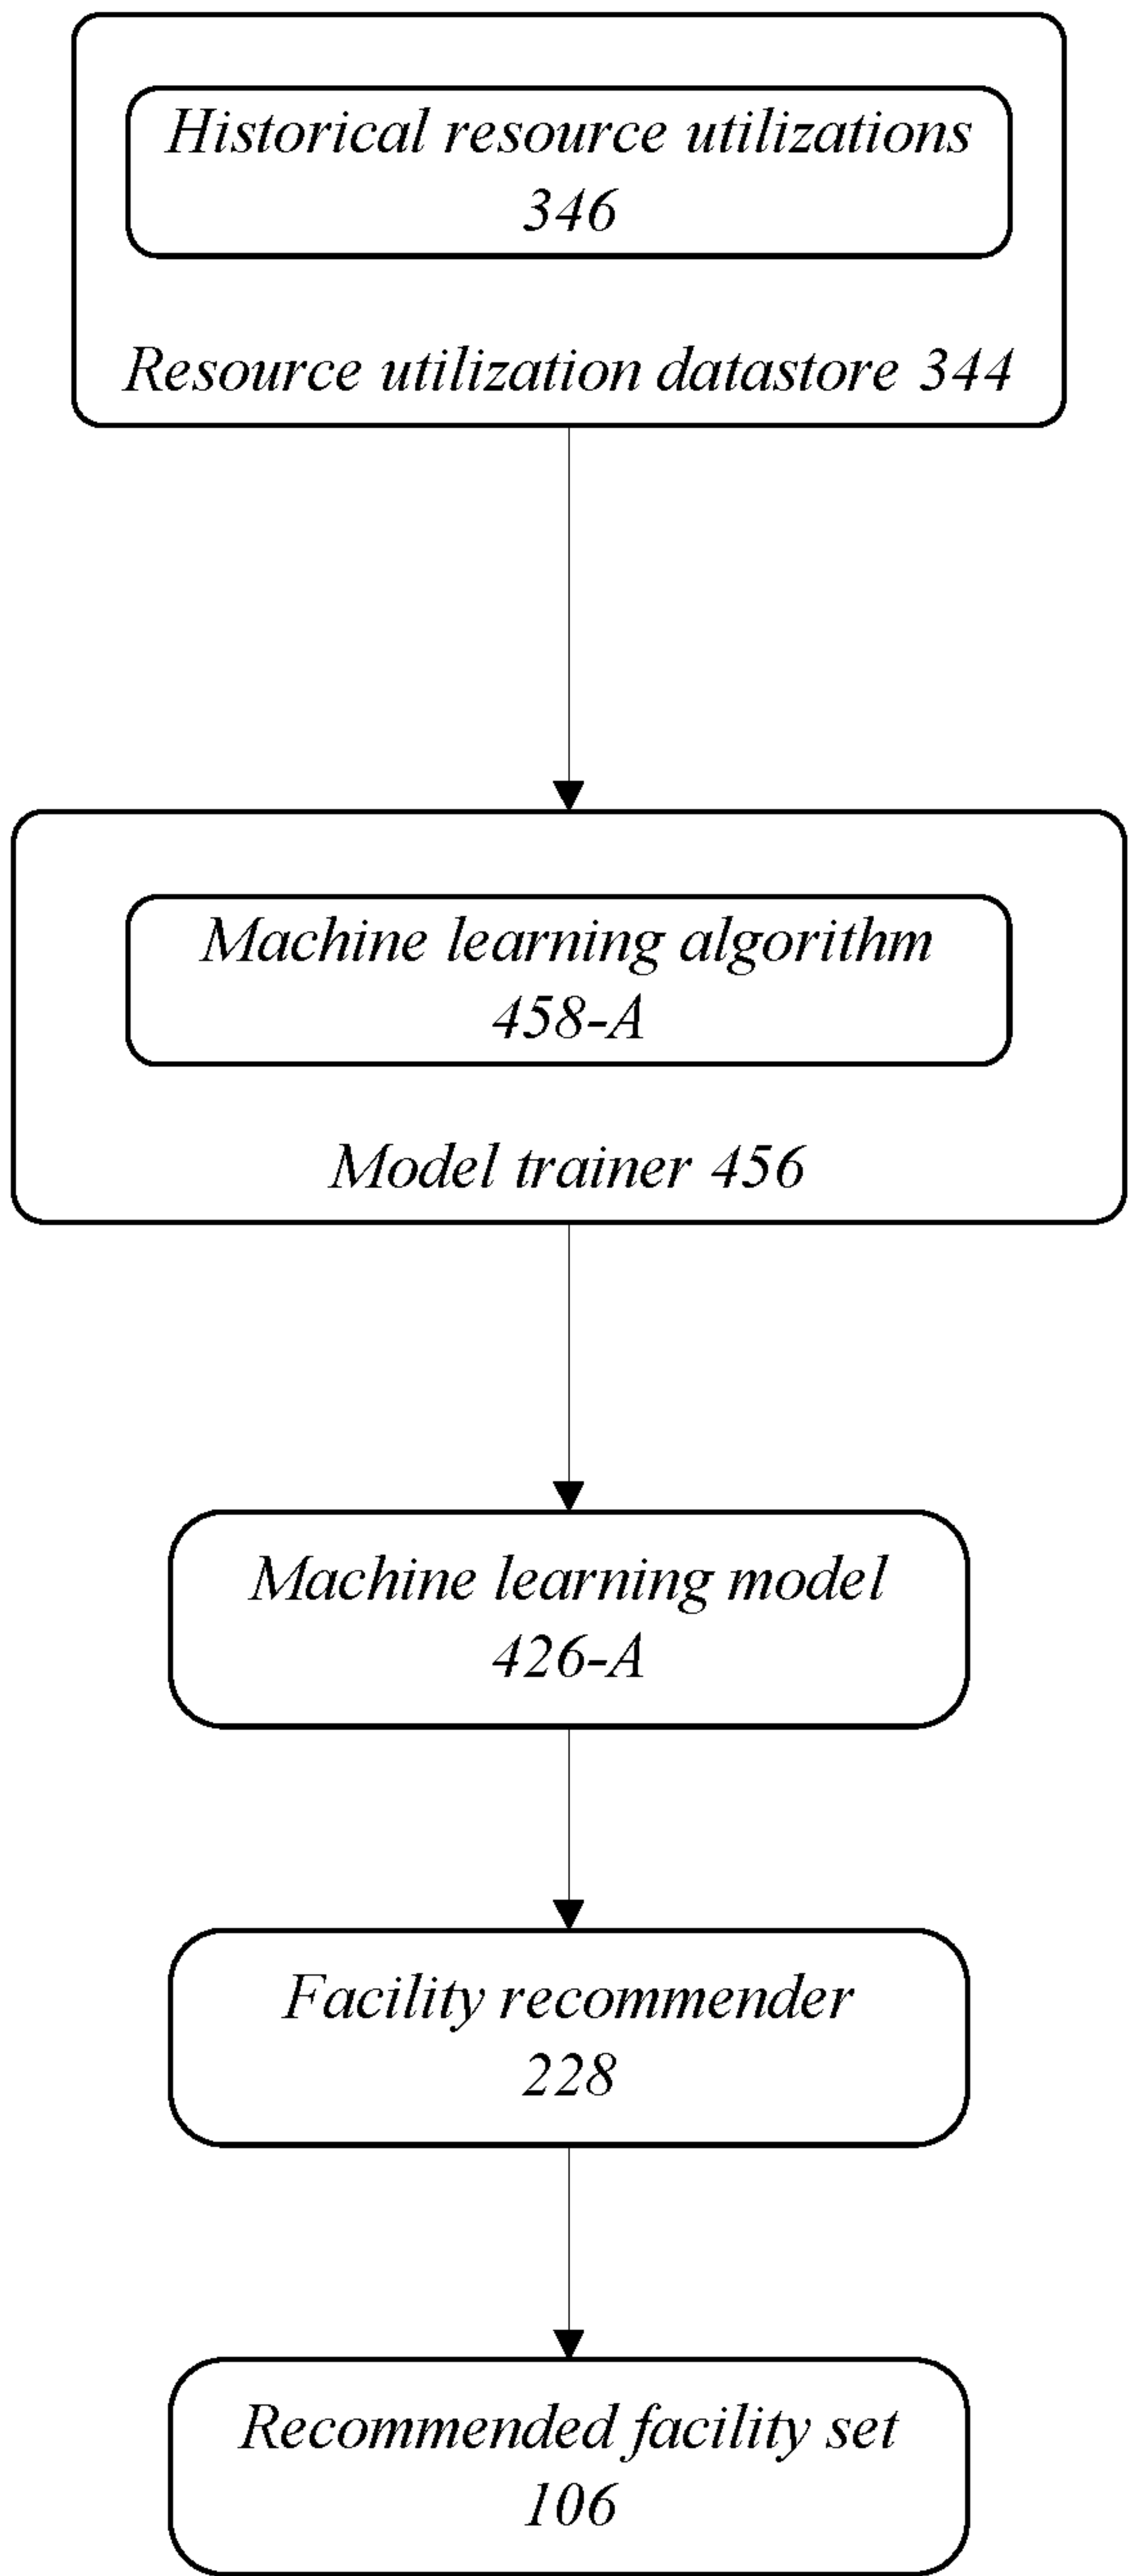 Historical resource utilizations
346
Resource utilization datastore 344
Machine learning algorithm
458-A
Model trainer 456
Machine learning model
426-A
Facility recommender
228
Recommended facility set
106